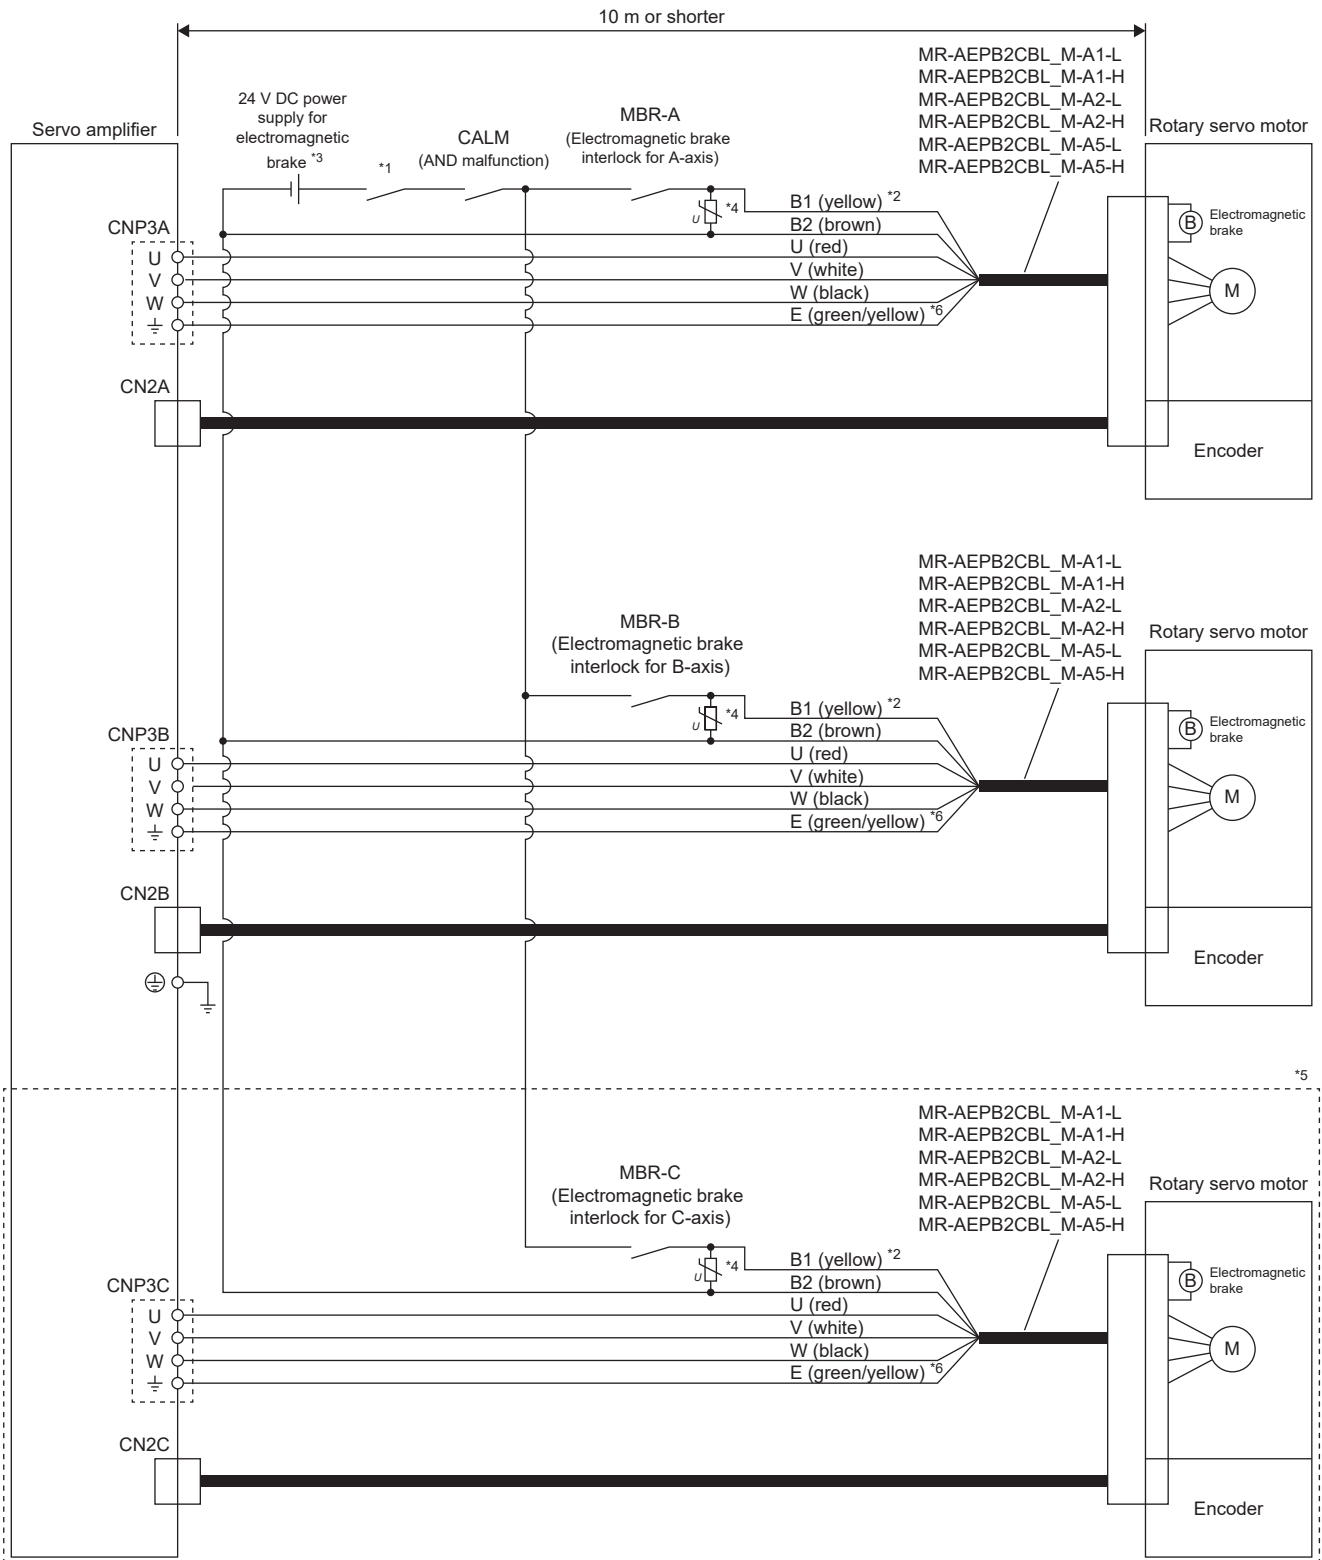 10 m or shorter
MR-AEPB2CBL_M-A1-L
MR-AEPB2CBL_M-A1-H
MR-AEPB2CBL_M-A2-L
MR-AEPB2CBL_M-A2-H
MR-AEPB2CBL_M-A5-L
MR-AEPB2CBL_M-A5-H
24 V DC power
supply for
electromagnetic
brake *3
Servo amplifier
*1
CALM
(AND malfunction)
MBR-A
(Electromagnetic brake
interlock for A-axis)
Rotary servo motor
*4
U
B1 (yellow) *2
B2 (brown)
U (red)
V (white)
W (black)
E (green/yellow) *6
B
Electromagnetic
brake
M
CNP3A
U
V
W
CN2A
Encoder
MR-AEPB2CBL_M-A1-L
MR-AEPB2CBL_M-A1-H
MR-AEPB2CBL_M-A2-L
MR-AEPB2CBL_M-A2-H
MR-AEPB2CBL_M-A5-L
MR-AEPB2CBL_M-A5-H
MBR-B
(Electromagnetic brake
interlock for B-axis)
Rotary servo motor
*4
U
B1 (yellow) *2
B2 (brown)
U (red)
V (white)
W (black)
E (green/yellow) *6
B
Electromagnetic
brake
M
CNP3B
U
V
W
CN2B
Encoder
*5
MR-AEPB2CBL_M-A1-L
MR-AEPB2CBL_M-A1-H
MR-AEPB2CBL_M-A2-L
MR-AEPB2CBL_M-A2-H
MR-AEPB2CBL_M-A5-L
MR-AEPB2CBL_M-A5-H
MBR-C
(Electromagnetic brake
interlock for C-axis)
Rotary servo motor
*4
U
B1 (yellow) *2
B2 (brown)
U (red)
V (white)
W (black)
E (green/yellow) *6
B
Electromagnetic
brake
M
CNP3C
U
V
W
CN2C
Encoder